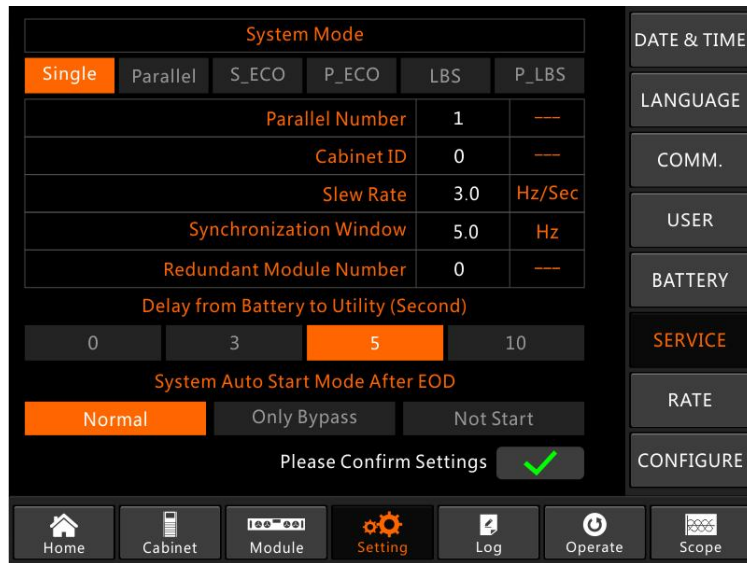 System Mode
Single Parallel S_ECO P_ECO LBS P_LBS
Parallel Number 1 ---
Cabinet ID 0 ---
Slew Rate 3.0 Hz/Sec
Synchronization Window 5.0 Hz
Redundant Module Number 0 ---
Delay from Battery to Utility (Second)
0 3 5 10
System Auto Start Mode After EOD
Normal Only Bypass Not Start
Please Confirm Settings
DATE & TIME
LANGUAGE
COMM.
USER
BATTERY
SERVICE
RATE
CONFIGURE
Home Cabinet Module Setting Log Operate Scope